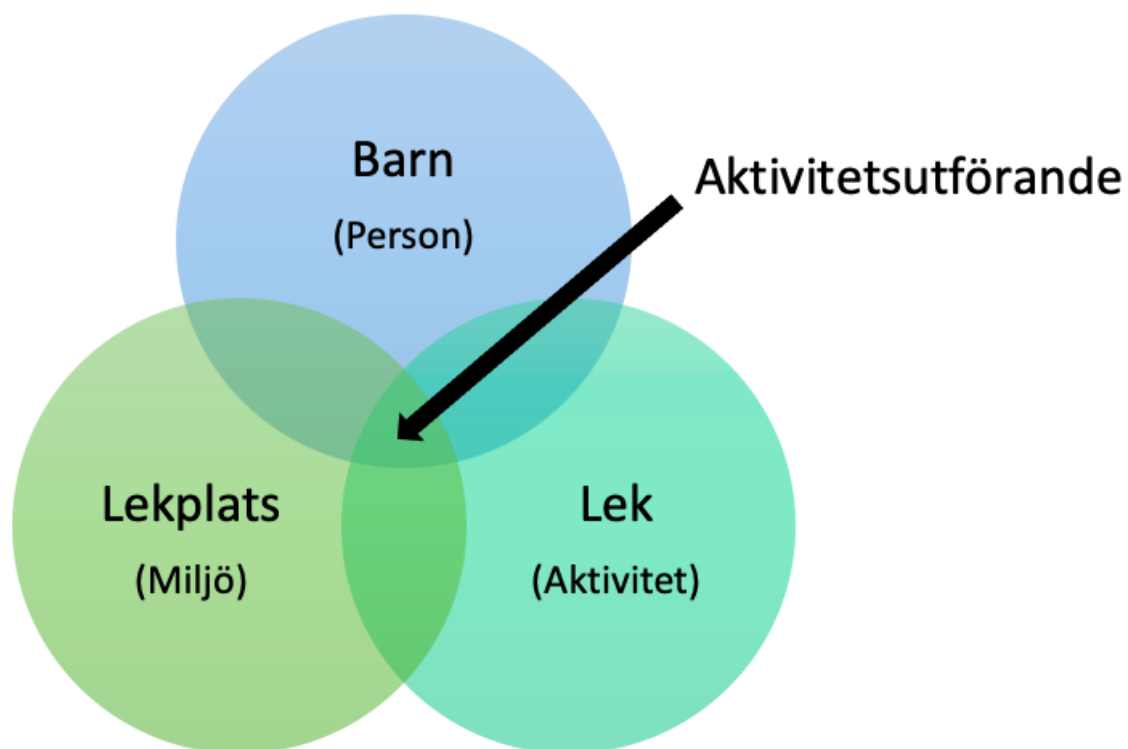 Barn
(Person)
Aktivitetsutförande
Lekplats
(Miljö)
Lek
(Aktivitet)